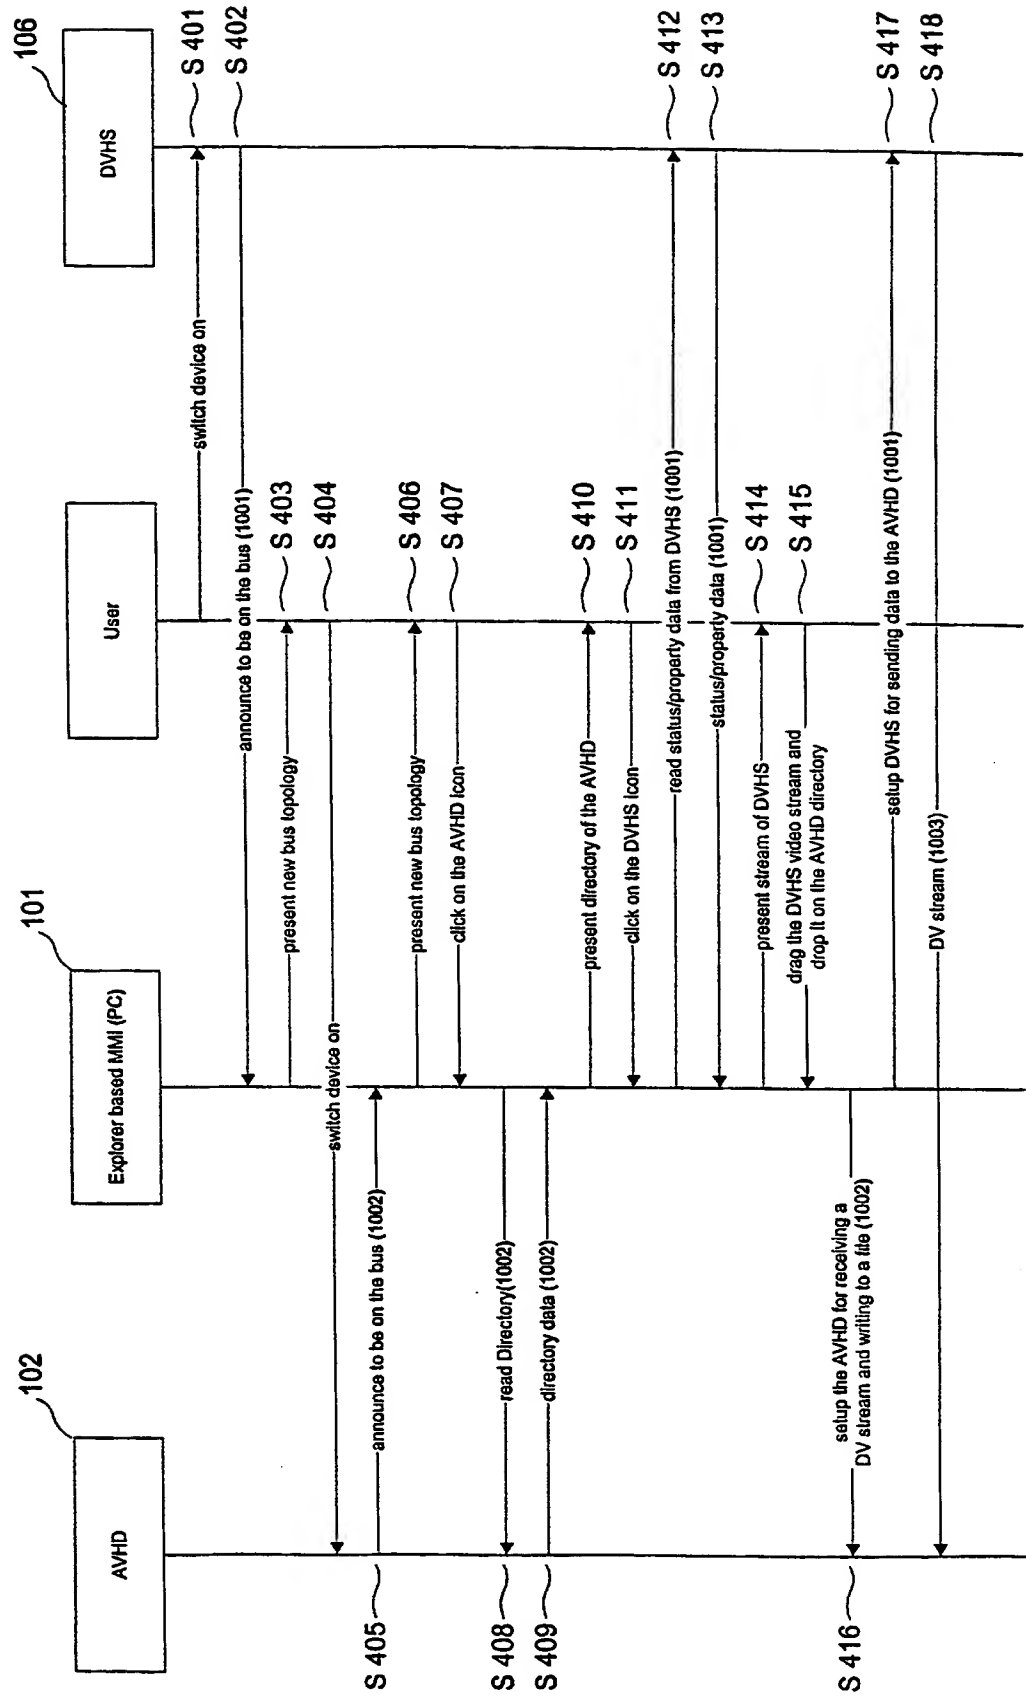 102
AVHD
101
Explorer based MMI (PC)
User
106
DVHS
switch device on
S 401
announce to be on the bus (1001)
S 402
present new bus topology
S 403
switch device on
S 404
S 405
announce to be on the bus (1002)
present new bus topology
S 406
click on the AVHD icon
S 407
S 408
read Directory(1002)
S 409
directory data (1002)
present directory of the AVHD
S 410
click on the DVHS icon
S 411
read status/property data from DVHS (1001)
S 412
status/property data (1001)
S 413
present stream of DVHS
S 414
drag the DVHS video stream and
drop it on the AVHD directory
S 415
S 416
setup the AVHD for receiving a
DV stream and writing to a file (1002)
setup DVHS for sending data to the AVHD (1001)
S 417
DV stream (1003)
S 418